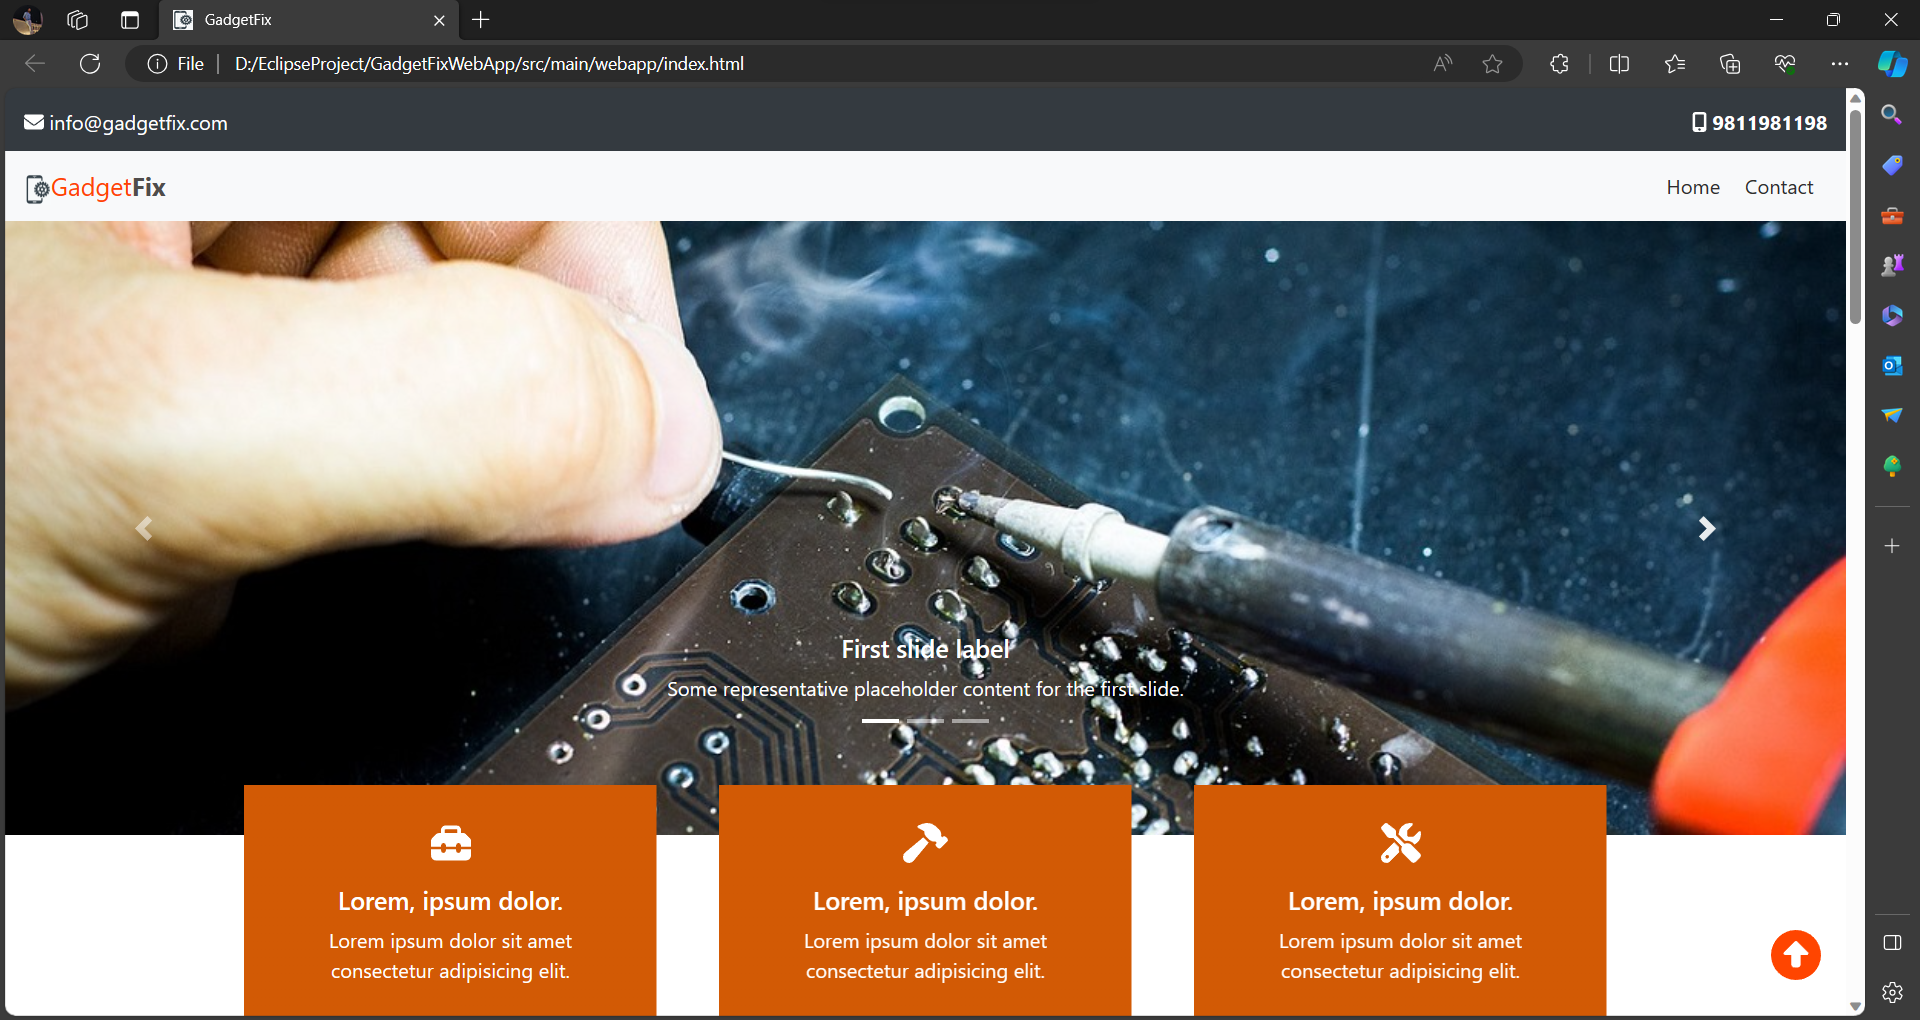 GadgetFix
File
D:/EclipseProject/GadgetFixWebApp/src/main/webapp/index.html
info@gadgetfix.com
9811981198
GadgetFix
Home Contact
First slide label
Some representative placeholder content for the first slide.
Lorem, ipsum dolor.
Lorem ipsum dolor sit amet
consectetur adipisicing elit.
Lorem, ipsum dolor.
Lorem ipsum dolor sit amet
consectetur adipisicing elit.
Lorem, ipsum dolor.
Lorem ipsum dolor sit amet
consectetur adipisicing elit.